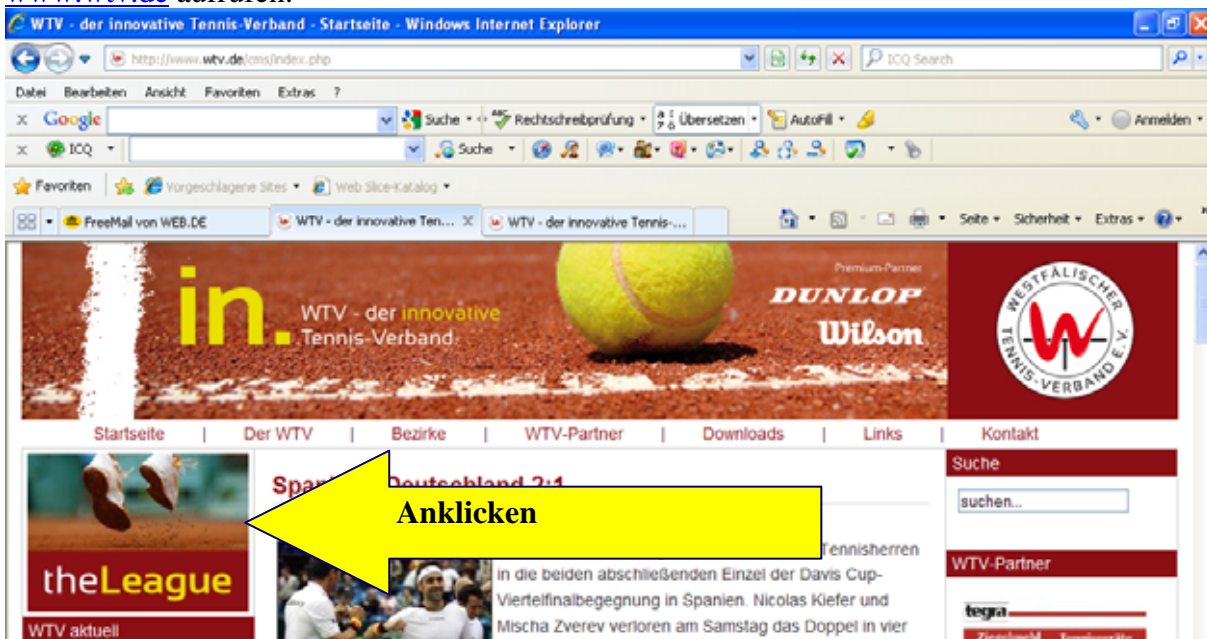 www.wtv.de aufrufen.
WTV - der innovative Tennis-Verband - Startseite - Windows Internet Explorer
http://www.wtv.de/cms/index.php
ICQ Search
Datei Bearbeiten Ansicht Favoriten Extras ?
x Google Suche Rechtschreibprüfung Übersetzen AutoFill Anmelden
x ICQ Suche
Favoriten Vorgeschlagene Sites Web Slice-Katalog
FreeMail von WEB.DE WTV - der innovative Ten... X WTV - der innovative Tennis-... Seite Sicherheit Extras
in. WTV - der innovative
Tennis-Verband.
Premium-Partner
DUNLOP
Wilson
WESTFÄLISCHER
TENNIS-VERBAND E.V.
Startseite | Der WTV | Bezirke | WTV-Partner | Downloads | Links | Kontakt
theLeague
WTV aktuell
Deutschland 2:1
Anklicken
Tennisherren
in die beiden abschließenden Einzel der Davis Cup-
Viertelfinalbegegnung in Spanien. Nicolas Kiefer und
Mischa Zverev verloren am Samstag das Doppel in vier
Suche
suchen...
WTV-Partner
tegra